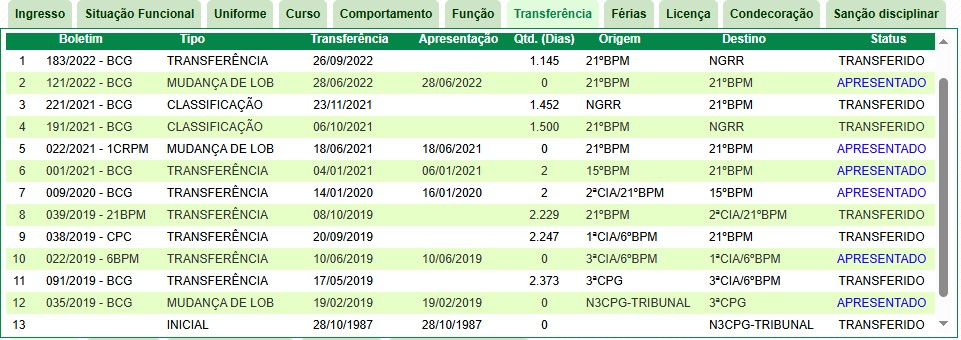 Ingresso Situação Funcional Uniforme Curso Comportamento Função Transferência Férias Licença Condecoração Sanção disciplinar
Boletim Tipo Transferência Apresentação Qtd. (Dias) Origem Destino Status
1 183/2022 - BCG TRANSFERÊNCIA 26/09/2022 1.145 21ºBPM NGRR TRANSFERIDO
2 121/2022 - BCG MUDANÇA DE LOB 28/06/2022 28/06/2022 0 21ºBPM 21ºBPM APRESENTADO
3 221/2021 - BCG CLASSIFICAÇÃO 23/11/2021 1.452 NGRR 21ºBPM TRANSFERIDO
4 191/2021 - BCG CLASSIFICAÇÃO 06/10/2021 1.500 21ºBPM NGRR TRANSFERIDO
5 022/2021 - 1CRPM MUDANÇA DE LOB 18/06/2021 18/06/2021 0 21ºBPM 21ºBPM APRESENTADO
6 001/2021 - BCG TRANSFERÊNCIA 04/01/2021 06/01/2021 2 15ºBPM 21ºBPM APRESENTADO
7 009/2020 - BCG TRANSFERÊNCIA 14/01/2020 16/01/2020 2 2ªCIA/21ºBPM 15ºBPM APRESENTADO
8 039/2019 - 21BPM TRANSFERÊNCIA 08/10/2019 2.229 21ºBPM 2ªCIA/21ºBPM TRANSFERIDO
9 038/2019 - CPC TRANSFERÊNCIA 20/09/2019 2.247 1ªCIA/6ºBPM 21ºBPM TRANSFERIDO
10 022/2019 - 6BPM TRANSFERÊNCIA 10/06/2019 10/06/2019 0 3ªCIA/6ºBPM 1ªCIA/6ºBPM APRESENTADO
11 091/2019 - BCG TRANSFERÊNCIA 17/05/2019 2.373 3ªCPG 3ªCIA/6ºBPM TRANSFERIDO
12 035/2019 - BCG MUDANÇA DE LOB 19/02/2019 19/02/2019 0 N3CPG-TRIBUNAL 3ªCPG APRESENTADO
13 INICIAL 28/10/1987 28/10/1987 0 N3CPG-TRIBUNAL TRANSFERIDO